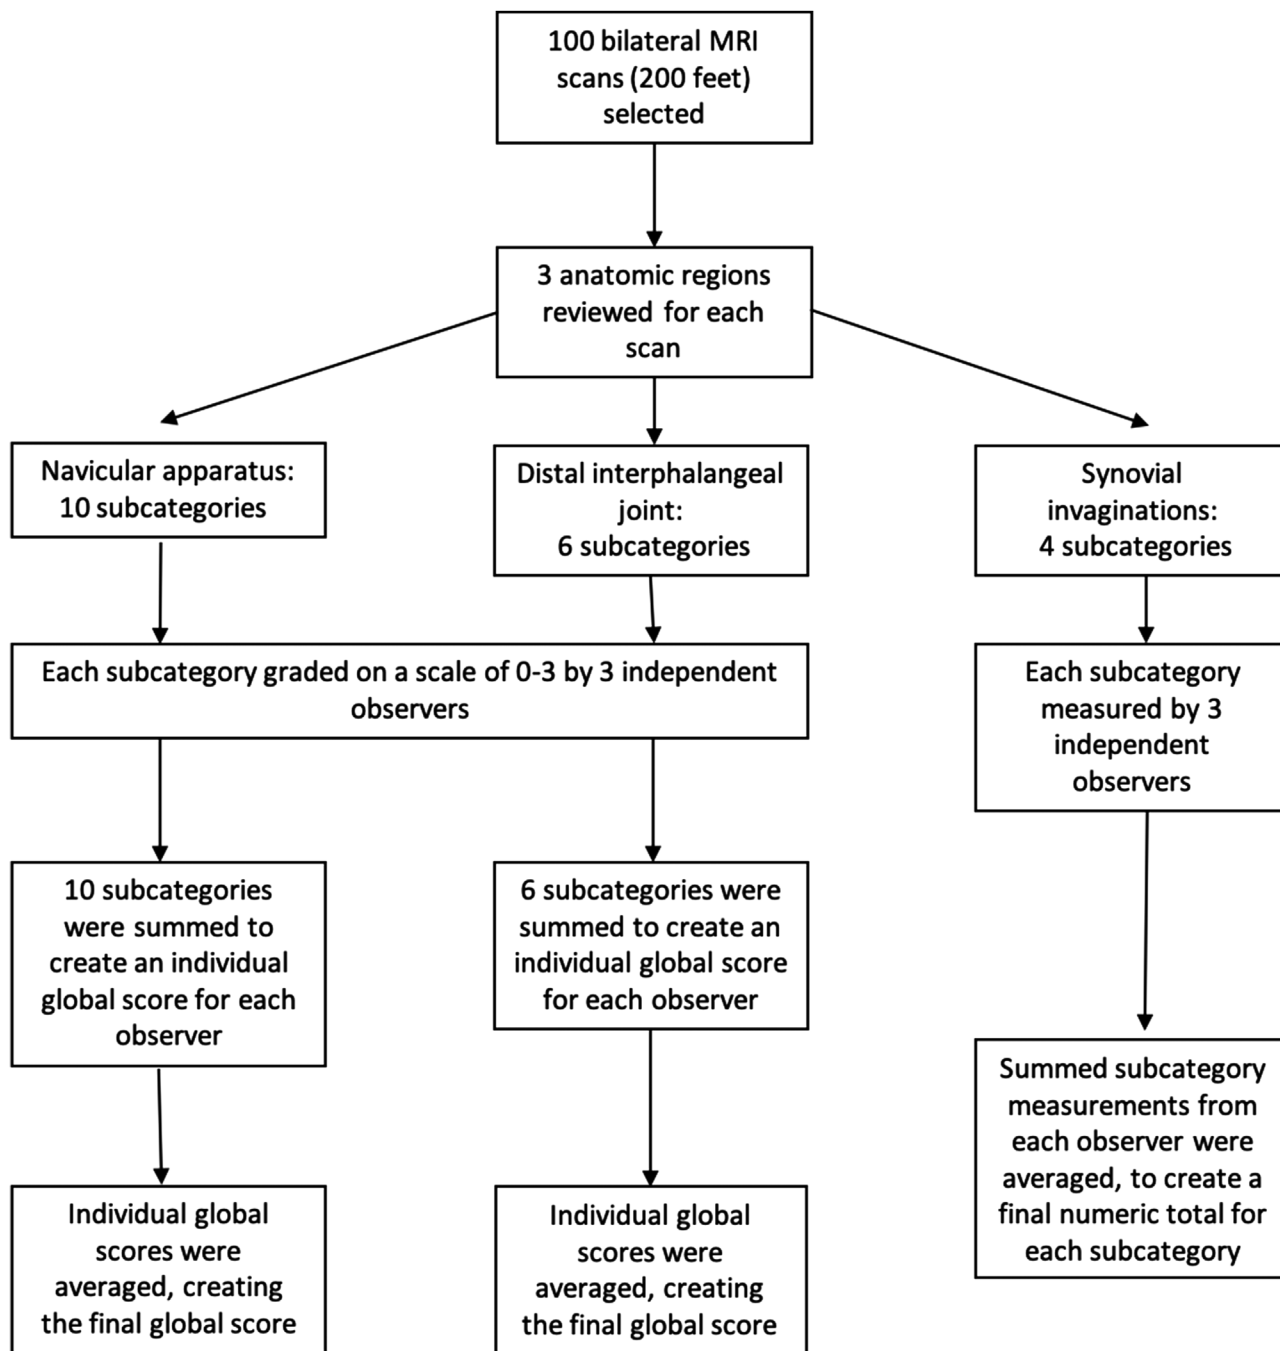 100 bilateral MRI
scans (200 feet)
selected
3 anatomic regions
reviewed for each
scan
Navicular apparatus:
10 subcategories
Distal interphalangeal
joint:
6 subcategories
Synovial
invaginations:
4 subcategories
Each subcategory graded on a scale of 0-3 by 3 independent
observers
Each subcategory
measured by 3
independent
observers
10 subcategories
were summed to
create an individual
global score for each
observer
6 subcategories were
summed to create an
individual global score
for each observer
Summed subcategory
measurements from
each observer were
averaged, to create a
final numeric total for
each subcategory
Individual global
scores were
averaged, creating
the final global score
Individual global
scores were
averaged, creating
the final global score